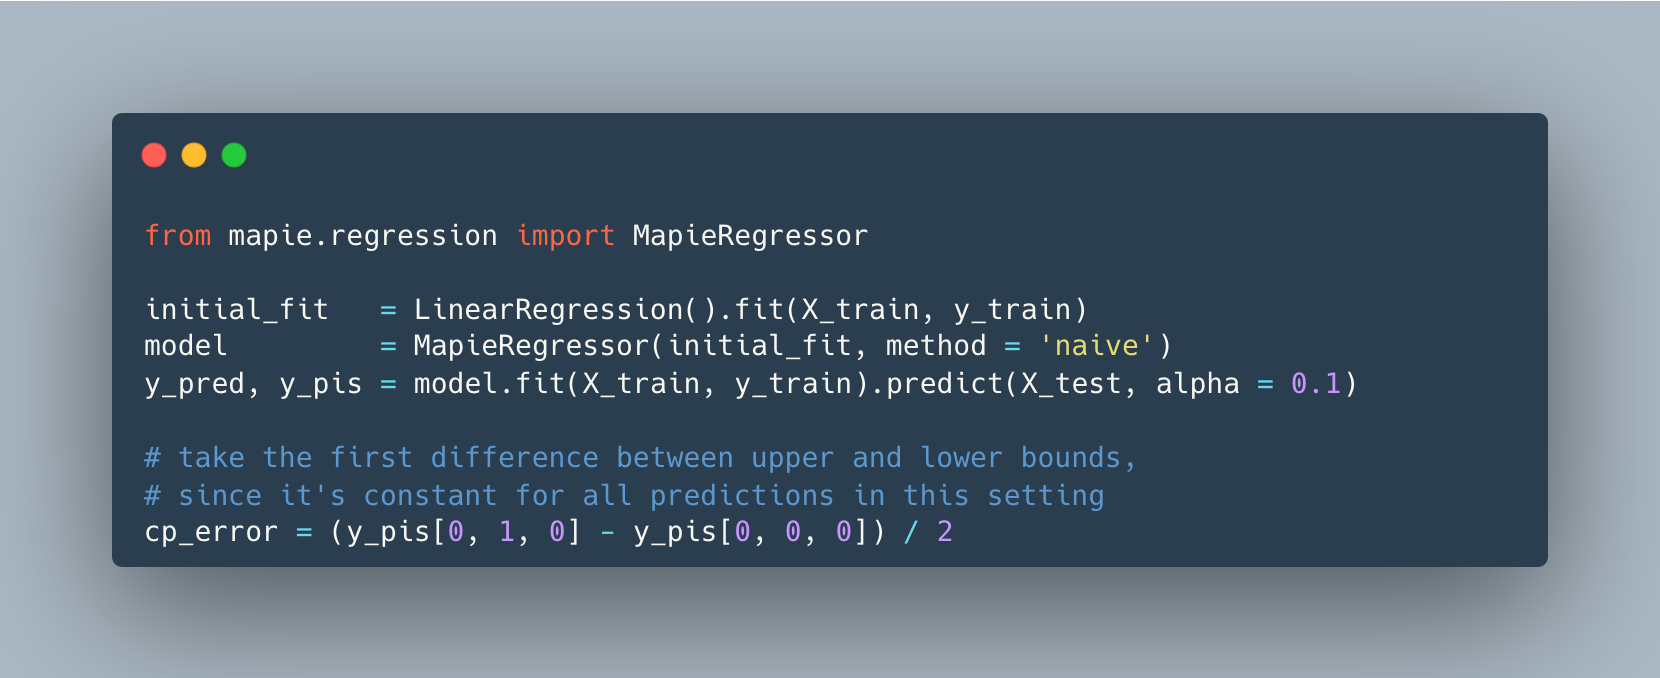 from mapie.regression import MapieRegressor
initial_fit   = LinearRegression().fit(X_train, y_train)
model         = MapieRegressor(initial_fit, method = 'naive')
y_pred, y_pis = model.fit(X_train, y_train).predict(X_test, alpha = 0.1)
# take the first difference between upper and lower bounds,
# since it's constant for all predictions in this setting
cp_error = (y_pis[0, 1, 0] - y_pis[0, 0, 0]) / 2